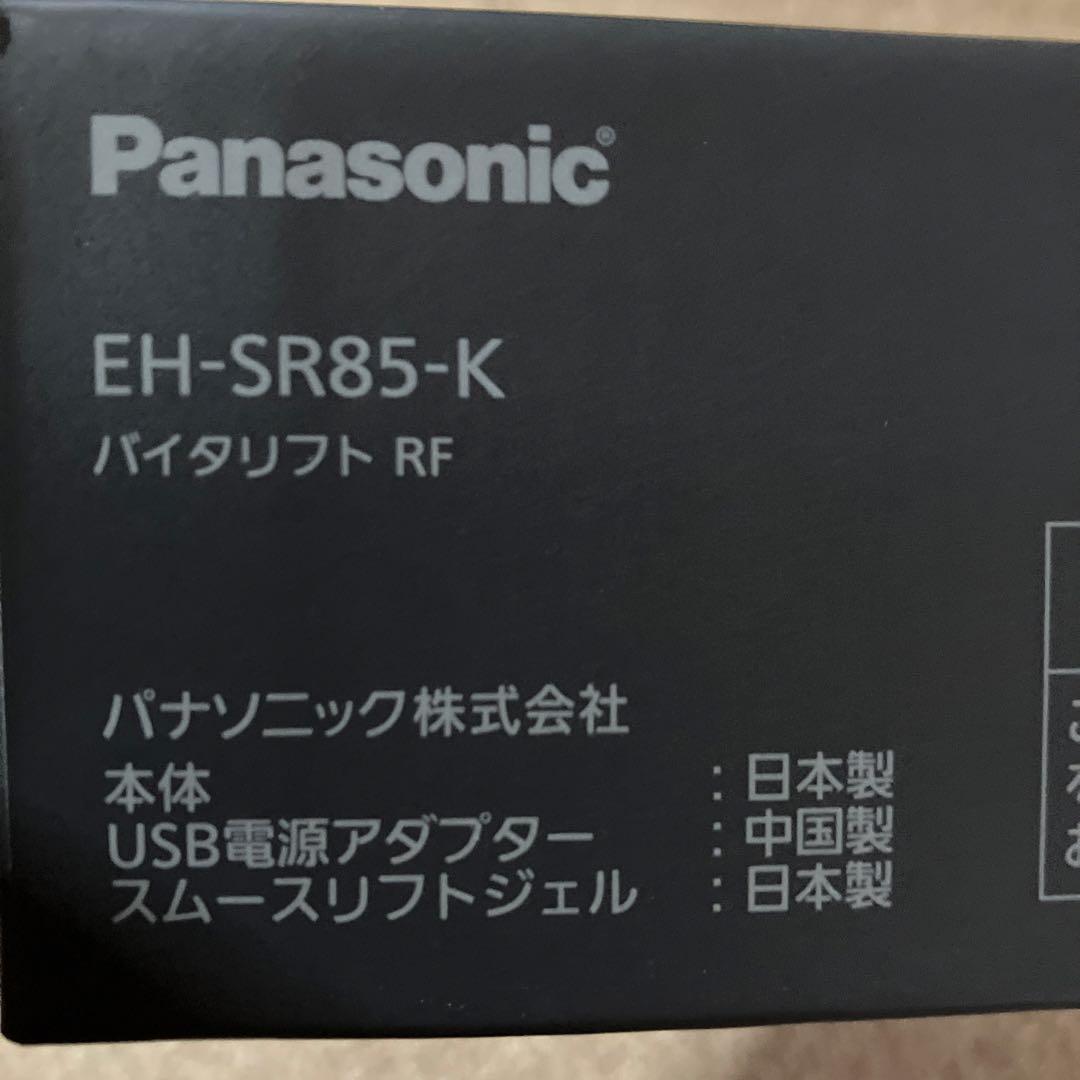 Panasonic®
EH-SR85-K
バイタリフト RF
パナソニック株式会社
本体 : 日本製
USB電源アダプター : 中国製
スムースリフトジェル : 日本製